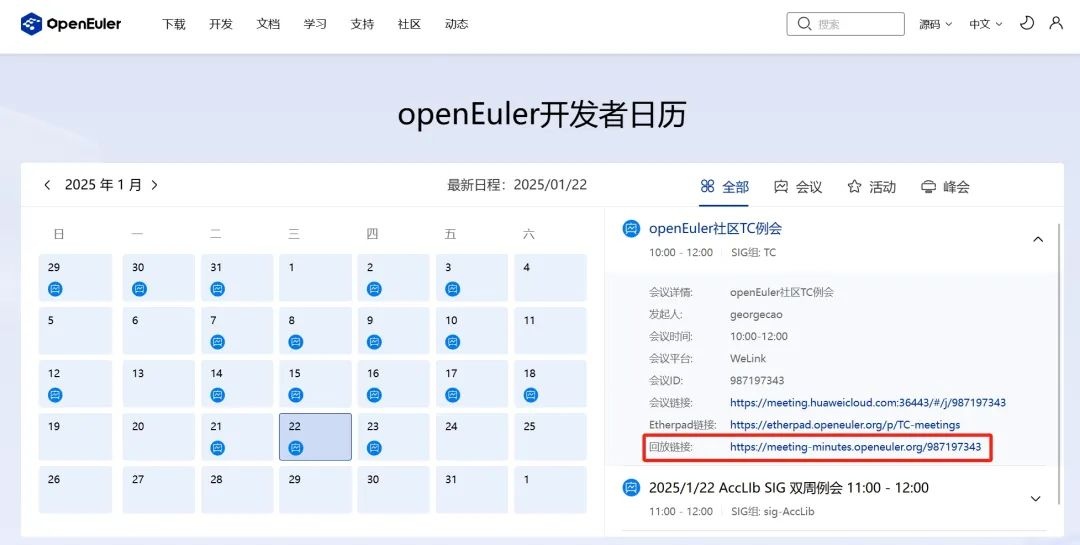 OpenEuler 下载 开发 文档 学习 支持 社区 动态 搜索 源码 中文
openEuler开发者日历
2025 年 1 月 最新日程: 2025/01/22 全部 会议 活动 峰会
日 一 二 三 四 五 六
29 30 31 1 2 3 4
5 6 7 8 9 10 11
12 13 14 15 16 17 18
19 20 21 22 23 24 25
26 27 28 29 30 31 1
openEuler社区TC例会
10:00 - 12:00 SIG组: TC
会议详情: openEuler社区TC例会
发起人: georgecao
会议时间: 10:00-12:00
会议平台: WeLink
会议ID: 987197343
会议链接: https://meeting.huaweicloud.com:36443/#/j/987197343
Etherpad链接: https://etherpad.openeuler.org/p/TC-meetings
回放链接: https://meeting-minutes.openeuler.org/987197343
2025/1/22 AccLIb SIG 双周例会 11:00 - 12:00
11:00 - 12:00 SIG组: sig-AccLib